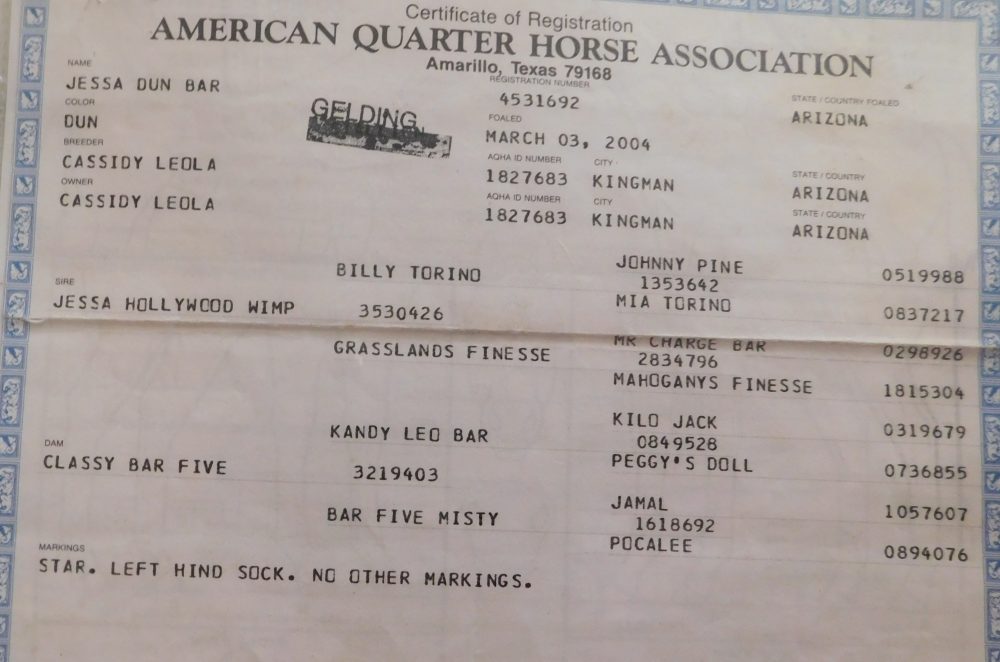 Certificate of Registration
AMERICAN QUARTER HORSE ASSOCIATION
Amarillo, Texas 79168
NAME
JESSA DUN BAR
REGISTRATION NUMBER
4531692
STATE / COUNTRY FOALED
ARIZONA
COLOR
DUN
GELDING
FOALED
MARCH 03, 2004
BREEDER
CASSIDY LEOLA
AQHA ID NUMBER CITY
1827683 KINGMAN
STATE / COUNTRY
ARIZONA
OWNER
CASSIDY LEOLA
AQHA ID NUMBER CITY
1827683 KINGMAN
STATE / COUNTRY
ARIZONA
BILLY TORINO JOHNNY PINE 0519988
1353642
SIRE
JESSA HOLLYWOOD WIMP 3530426 MIA TORINO 0837217
GRASSLANDS FINESSE MR CHARGE BAR 0298926
2834796
MAHOGANYS FINESSE 1815304
KANDY LEO BAR KILO JACK 0319679
0849528
DAM
CLASSY BAR FIVE 3219403 PEGGY'S DOLL 0736855
BAR FIVE MISTY JAMAL 1057607
1618692
POCALEE 0894076
MARKINGS
STAR. LEFT HIND SOCK. NO OTHER MARKINGS.